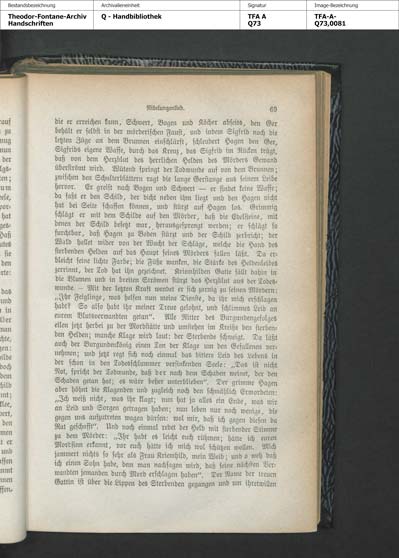 Bestandsbezeichnung
Archivalieneinheit
Signatur
Image-Bezeichnung
Theodor-Fontane-Archiv
Handschriften
Q - Handbibliothek
TFA A
Q73
TFA-A-
Q73,0081
Nibelungenlied. 69
die er erreichen kann, Schwert, Bogen und Köcher abseits, den Ger
behält er selbst in der mörderischen Faust, und indem Sigfrid noch die
letzten Züge an dem Brunnen einschlürft, schleudert Hagen den Ger,
Sigfrids eigene Waffe, durch das Kreuz, das Sigfrid im Rücken trägt,
daß von dem Herzblut des herrlichen Helden des Mörders Gewand
überströmt wird. Wütend springt der Todwunde auf von dem Brunnen;
zwischen den Schulterblättern ragt die lange Gerstange aus seinem Leibe
hervor. Er greift nach Bogen und Schwert — er findet keine Waffe;
da faßt er den Schild, der dicht neben ihm liegt und den Hagen nicht
hat bei Seite schaffen können, und stürzt auf Hagen los. Grimmig
schlägt er mit dem Schilde auf den Mörder, daß die Edelsteine, mit
denen der Schild besetzt war, herausgesprengt werden; er schlägt so
furchtbar, daß Hagen zu Boden stürzt und der Schild zerbricht; der
Wald hallet wider von der Wucht der Schläge, welche die Hand des
sterbenden Helden auf das Haupt seines Mörders fallen läßt. Da er-
bleicht seine lichte Farbe; die Füße wanken, die Stärke des Heldenleibes
zerrinnt, der Tod hat ihn gezeichnet. Kriemhilden Gatte fällt dahin in
die Blumen und in breiten Strömen stürzt das Herzblut aus der Todes-
wunde. — Mit der letzten Kraft wendet er sich zornig zu seinen Mördern:
„Ihr Feiglinge, was helfen nun meine Dienste, da ihr mich erschlagen
habt? So also habt ihr meiner Treue gelohnt, und schlimmes Leid an
eurem Blutsverwandten getan“. Alle Ritter des Burgundengefolges
eilen jetzt herbei zu der Mordstätte und umstehen im Kreise den sterben-
den Helden; manche Klage wird laut: der Sterbende schweigt. Da läßt
auch der Burgundenkönig einen Ton der Klage um den Gefallenen ver-
nehmen; und jetzt regt sich noch einmal das bittere Leid des Lebens in
der schon in den Todesschlummer versinkenden Seele: „Das ist nicht
Not, spricht der Todwunde, daß der nach dem Schaden weinet, der den
Schaden getan hat; es wäre besser unterblieben“. Der grimme Hagen
aber höhnt die Klagenden und zugleich noch den schmählich Ermordeten:
„Ich weiß nicht, was ihr klagt; nun hat ja alles ein Ende, was wir
an Leid und Sorgen getragen haben; nun leben nur noch wenige, die
gegen uns aufzutreten wagen dürfen: wol mir, daß ich gegen diesen da
Rat geschafft“. Und noch einmal redet der Held mit sterbender Stimme
zu dem Mörder: „Ihr habt es leicht euch rühmen; hätte ich euren
Mordsinn erkannt, vor euch hätte ich mich wol schützen wollen. Mich
jammert nichts so sehr als Frau Kriemhild, mein Weib; und o weh daß
ich einen Sohn habe, dem man nachsagen wird, daß seine nächsten Ver-
wandten jemanden durch Mord erschlagen haben“. Der Name der treuen
Gattin ist über die Lippen des Sterbenden gegangen und um ihretwillen